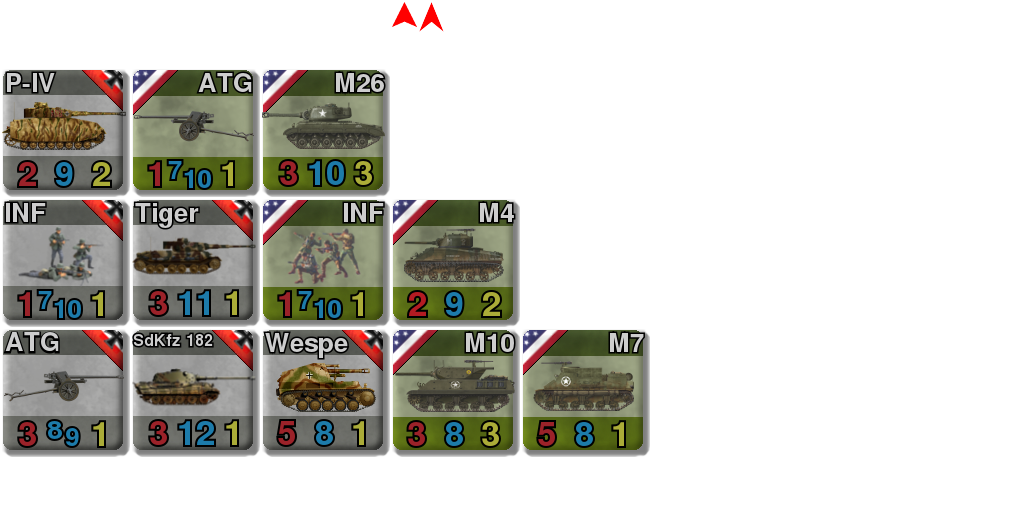 P-IV ATG M26
2 9 2 1 7 10 1 3 10 3
INF Tiger INF M4
1 7 10 1 3 11 1 1 7 10 1 2 9 2
ATG SdKfz 182 Wespe M10 M7
3 8 9 1 3 12 1 5 8 1 3 8 3 5 8 1